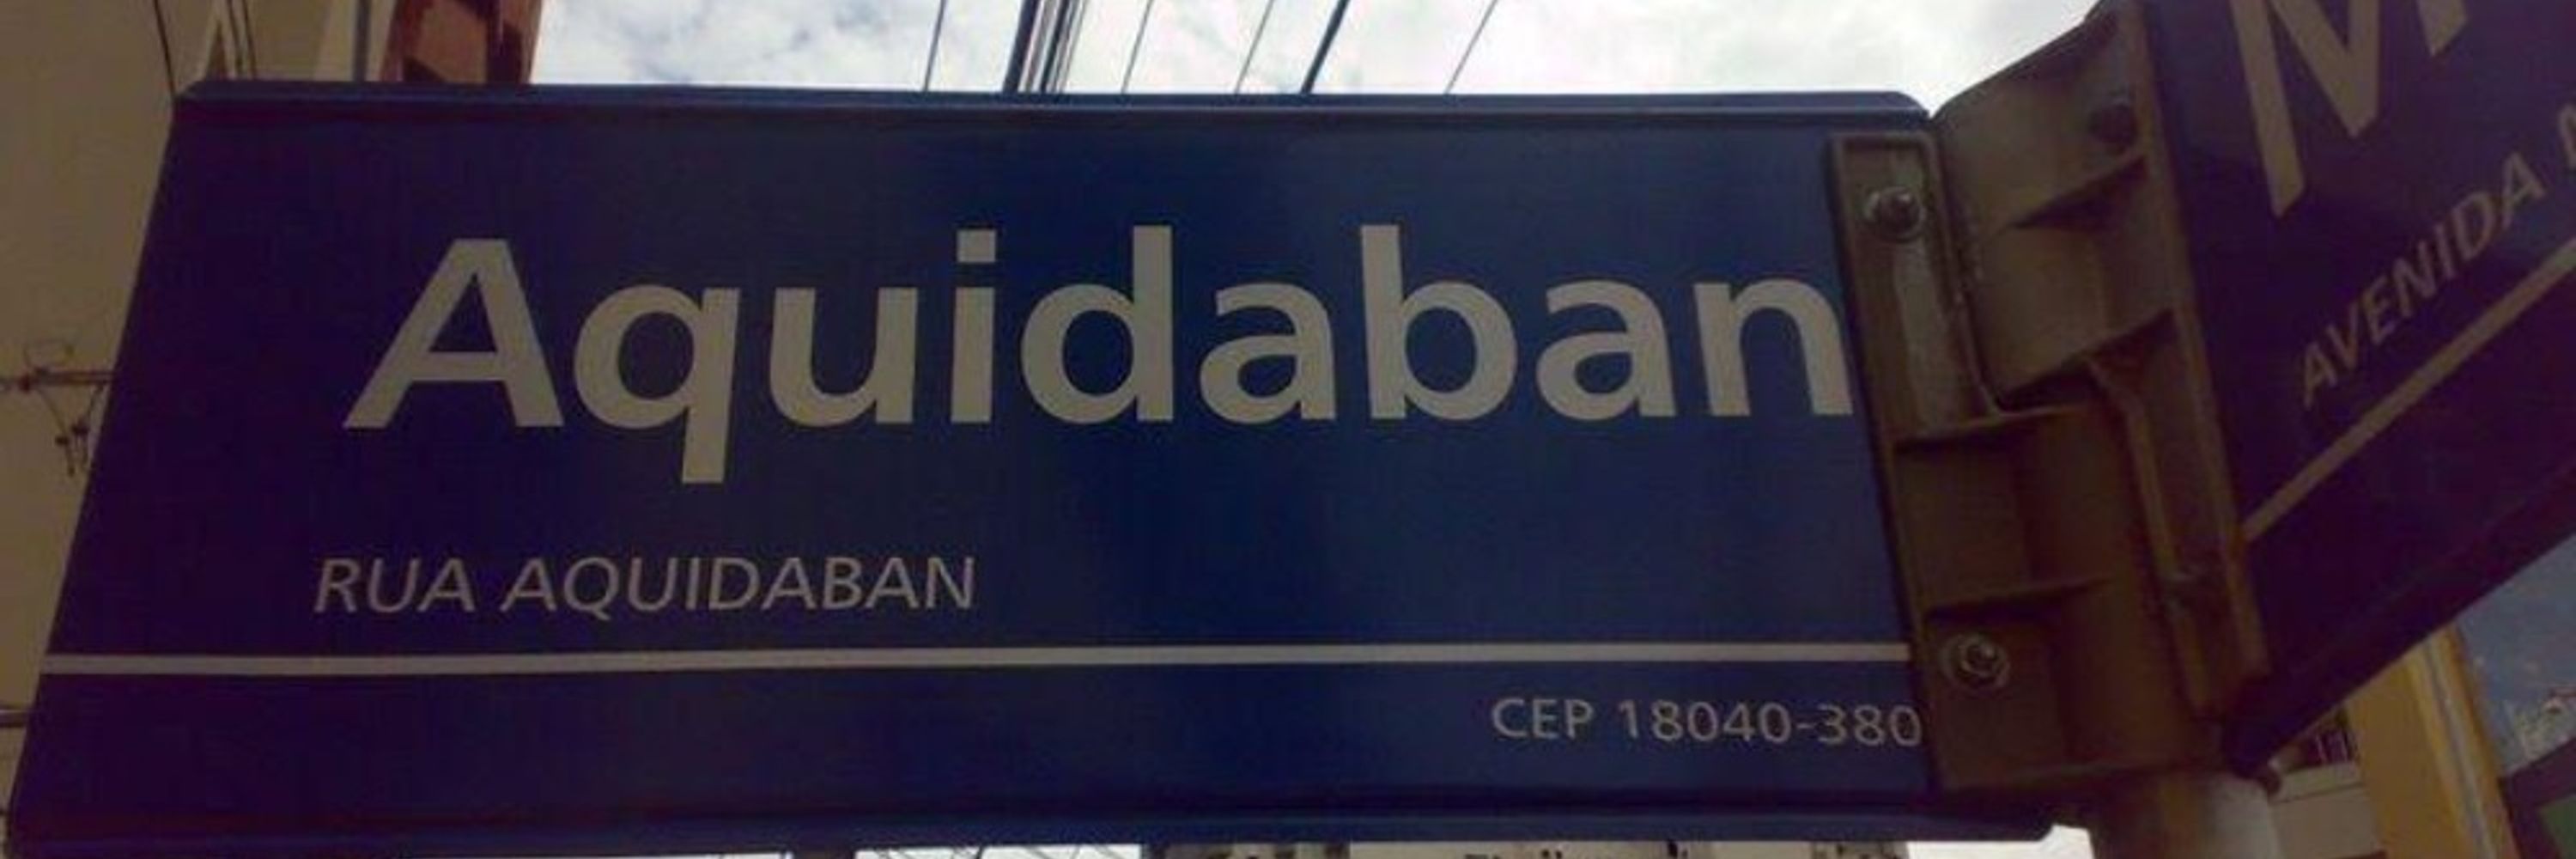 Aquidaban
RUA AQUIDABAN
CEP 18040-380
AVENIDA